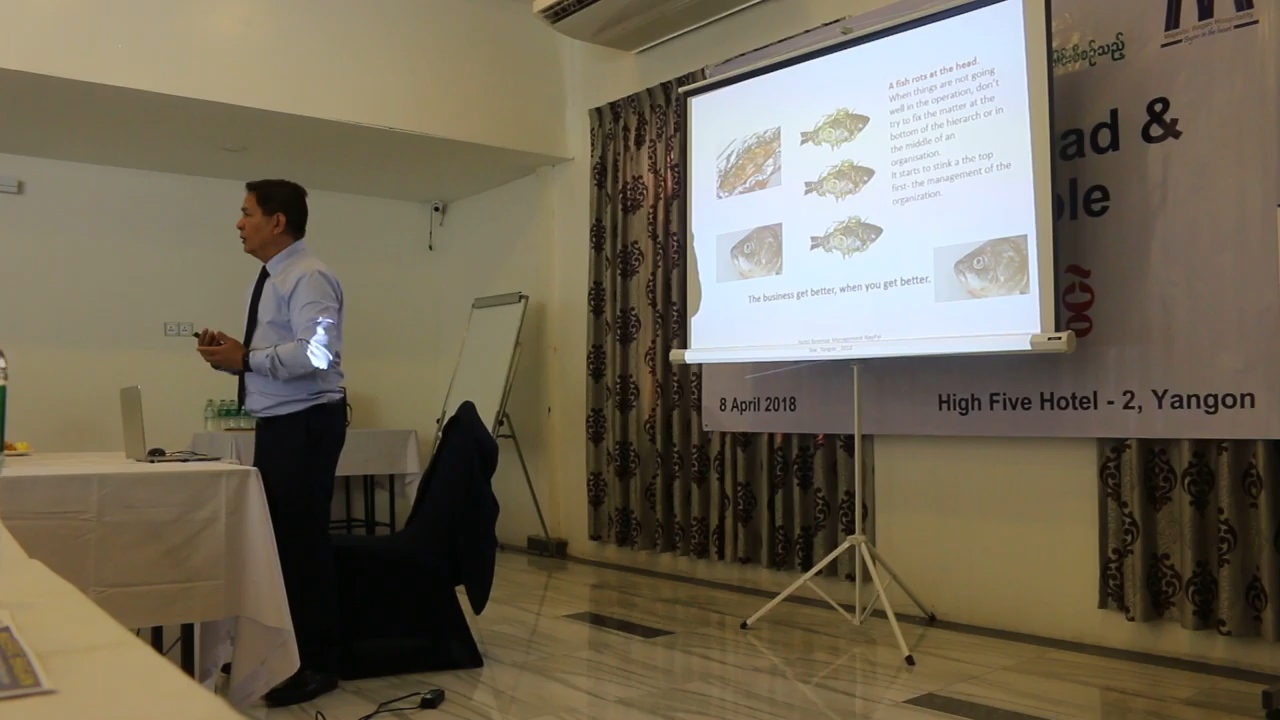 A fish rots at the head.
When things are not going
well in the operation, don't
try to fix the matter at the
bottom of the hierarch or in
the middle of an
organisation.
It starts to stink a the top
first- the management of the
organization.
The business get better, when you get better.
ad &
ple
8 April 2018
High Five Hotel - 2, Yangon